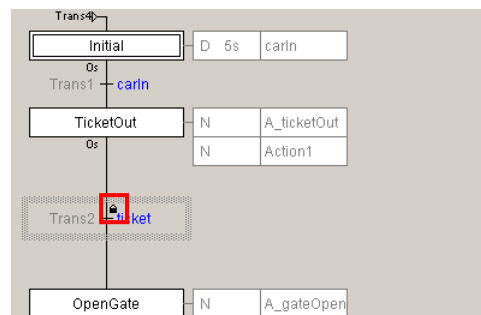 Trans4
Initial D 5s carIn
0s
Trans1 carIn
TicketOut N A_ticketOut
0s N Action1
Trans2 ticket
OpenGate N A_gateOpen